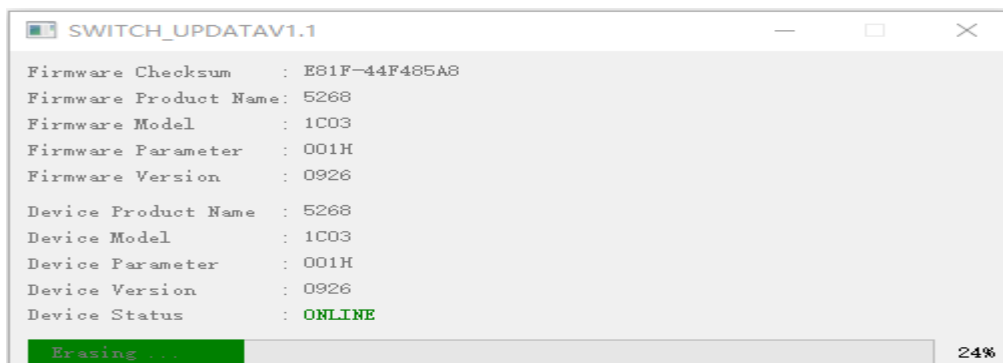 SWITCH_UPDATAV1.1
Firmware Checksum : E81F-44F485A8
Firmware Product Name: 5268
Firmware Model : 1C03
Firmware Parameter : 001H
Firmware Version : 0926
Device Product Name : 5268
Device Model : 1C03
Device Parameter : 001H
Device Version : 0926
Device Status : ONLINE
Erasing ... 24%